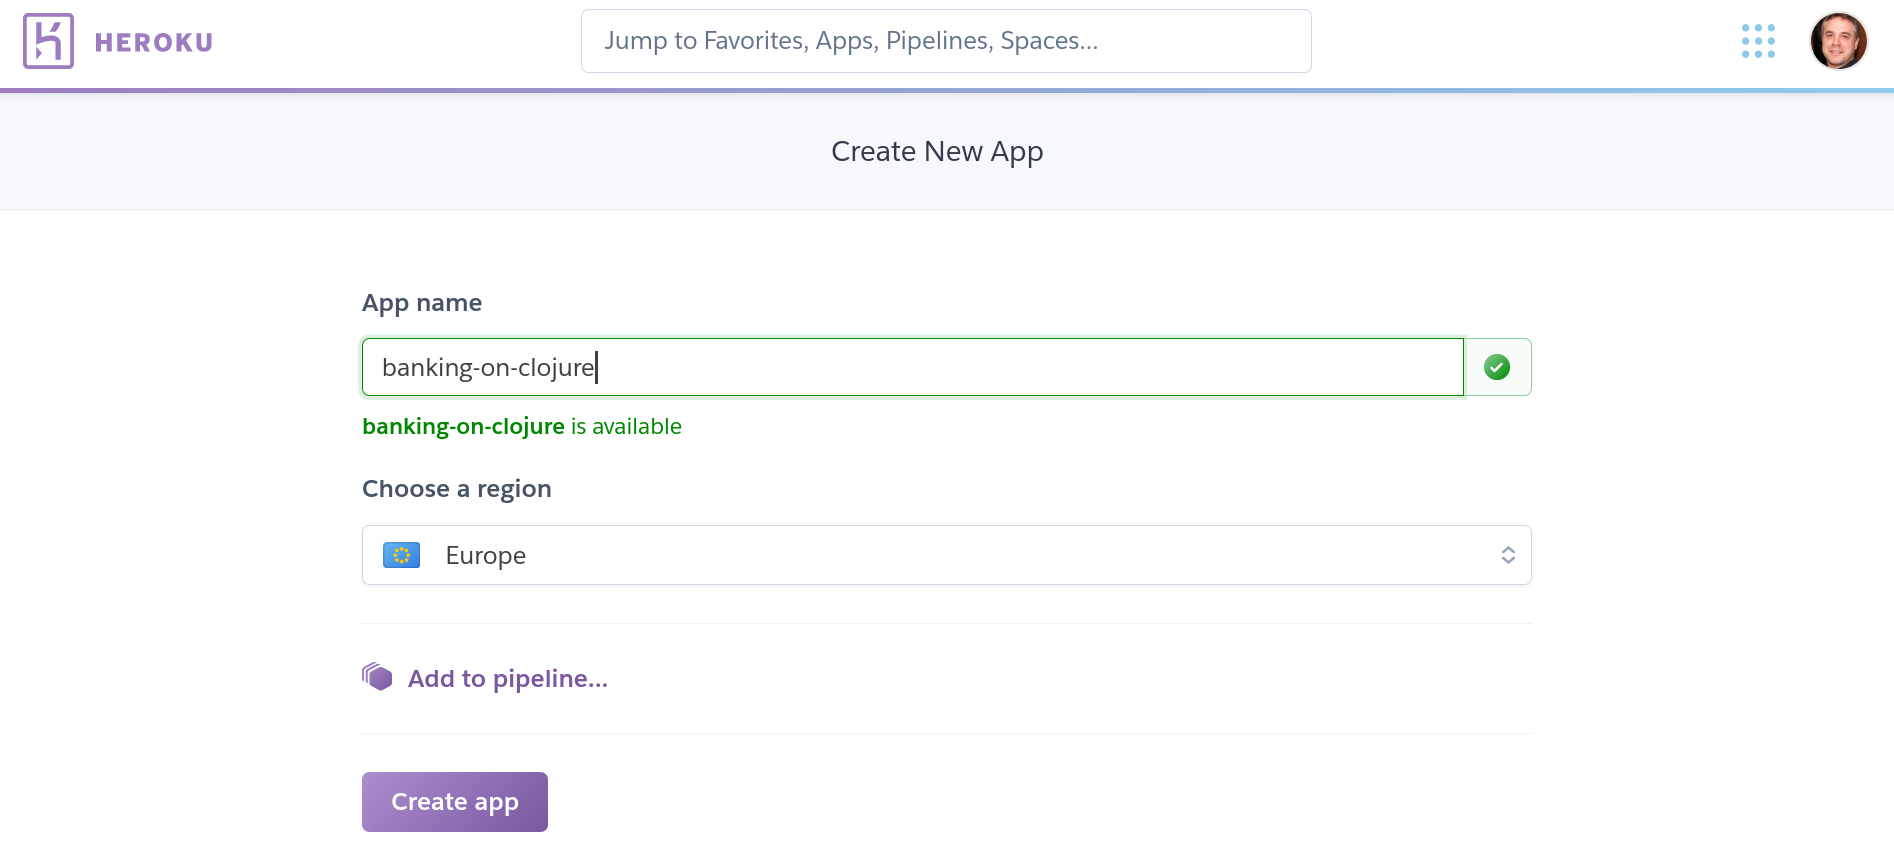 HEROKU
Jump to Favorites, Apps, Pipelines, Spaces...
Create New App
App name
banking-on-clojure
banking-on-clojure is available
Choose a region
Europe
Add to pipeline...
Create app